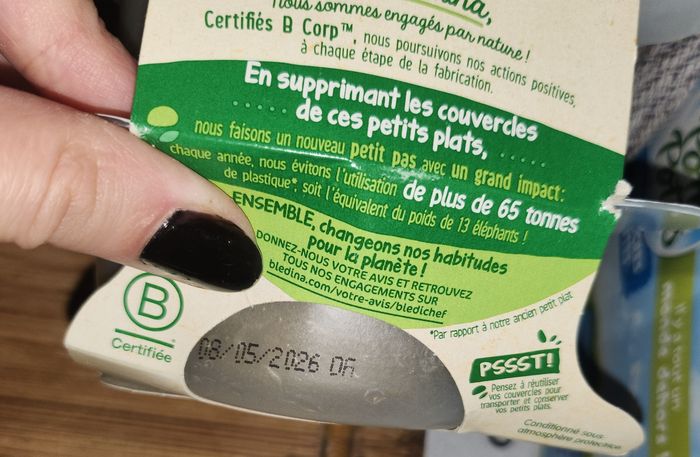 nous sommes engagés par nature !
Certifiés B Corp™, nous poursuivons nos actions positives,
à chaque étape de la fabrication.
En supprimant les couvercles
de ces petits plats,
nous faisons un nouveau petit pas avec un grand impact:
chaque année, nous évitons l'utilisation de plus de 65 tonnes
de plastique*, soit l'équivalent du poids de 13 éléphants !
ENSEMBLE, changeons nos habitudes
pour la planète !
DONNEZ-NOUS VOTRE AVIS ET RETROUVEZ
TOUS NOS ENGAGEMENTS SUR
bledina.com/votre-avis/bledichef
*Par rapport à notre ancien petit plat
B
Certifiée
08/05/2026 DA
PSSST!
Pensez à réutiliser
vos couvercles pour
transporter et conserver
vos petits plats.
Conditionné sous
atmosphère protectrice